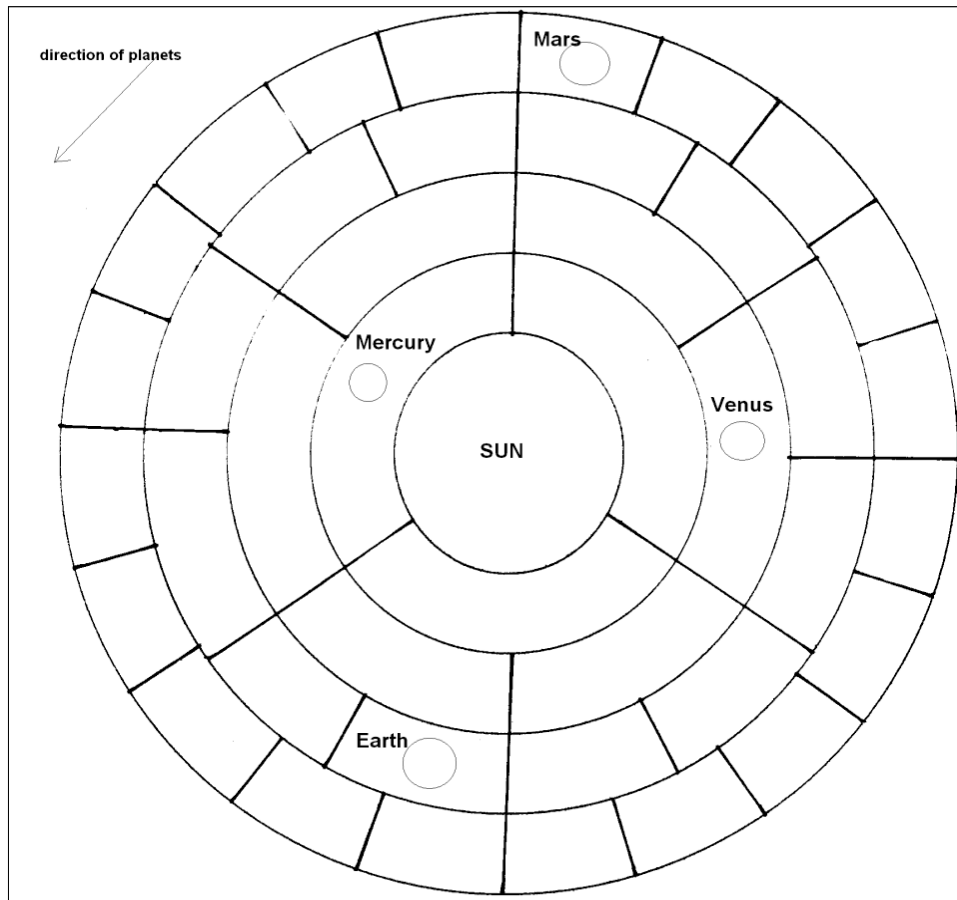 direction of planets
Mars
Mercury
Venus
SUN
Earth